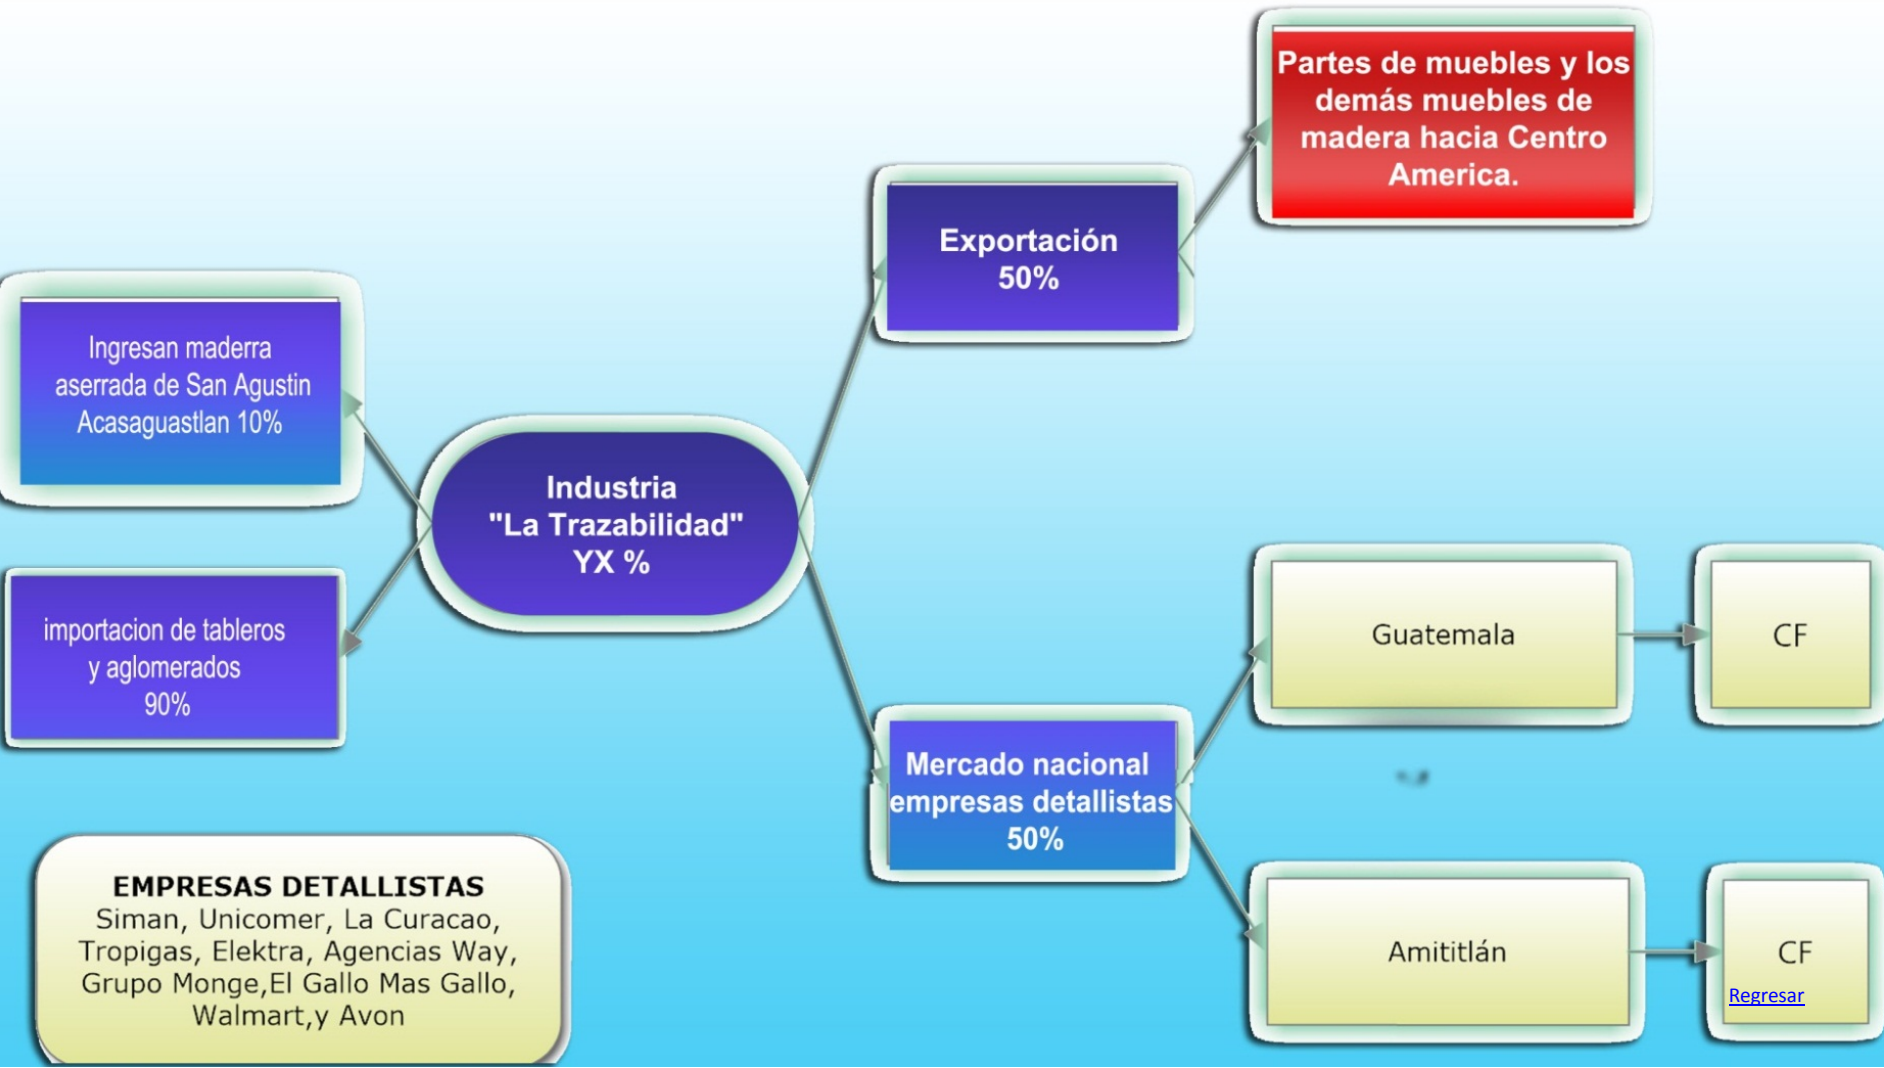 Partes de muebles y los
demás muebles de
madera hacia Centro
America.
Exportación
50%
Ingresan maderra
aserrada de San Agustin
Acasaguastlan 10%
Industria
"La Trazabilidad"
YX %
importacion de tableros
y aglomerados
90%
Guatemala
CF
Mercado nacional
empresas detallistas
50%
Amititlán
CF
Regresar
EMPRESAS DETALLISTAS
Siman, Unicomer, La Curacao,
Tropigas, Elektra, Agencias Way,
Grupo Monge,El Gallo Mas Gallo,
Walmart,y Avon